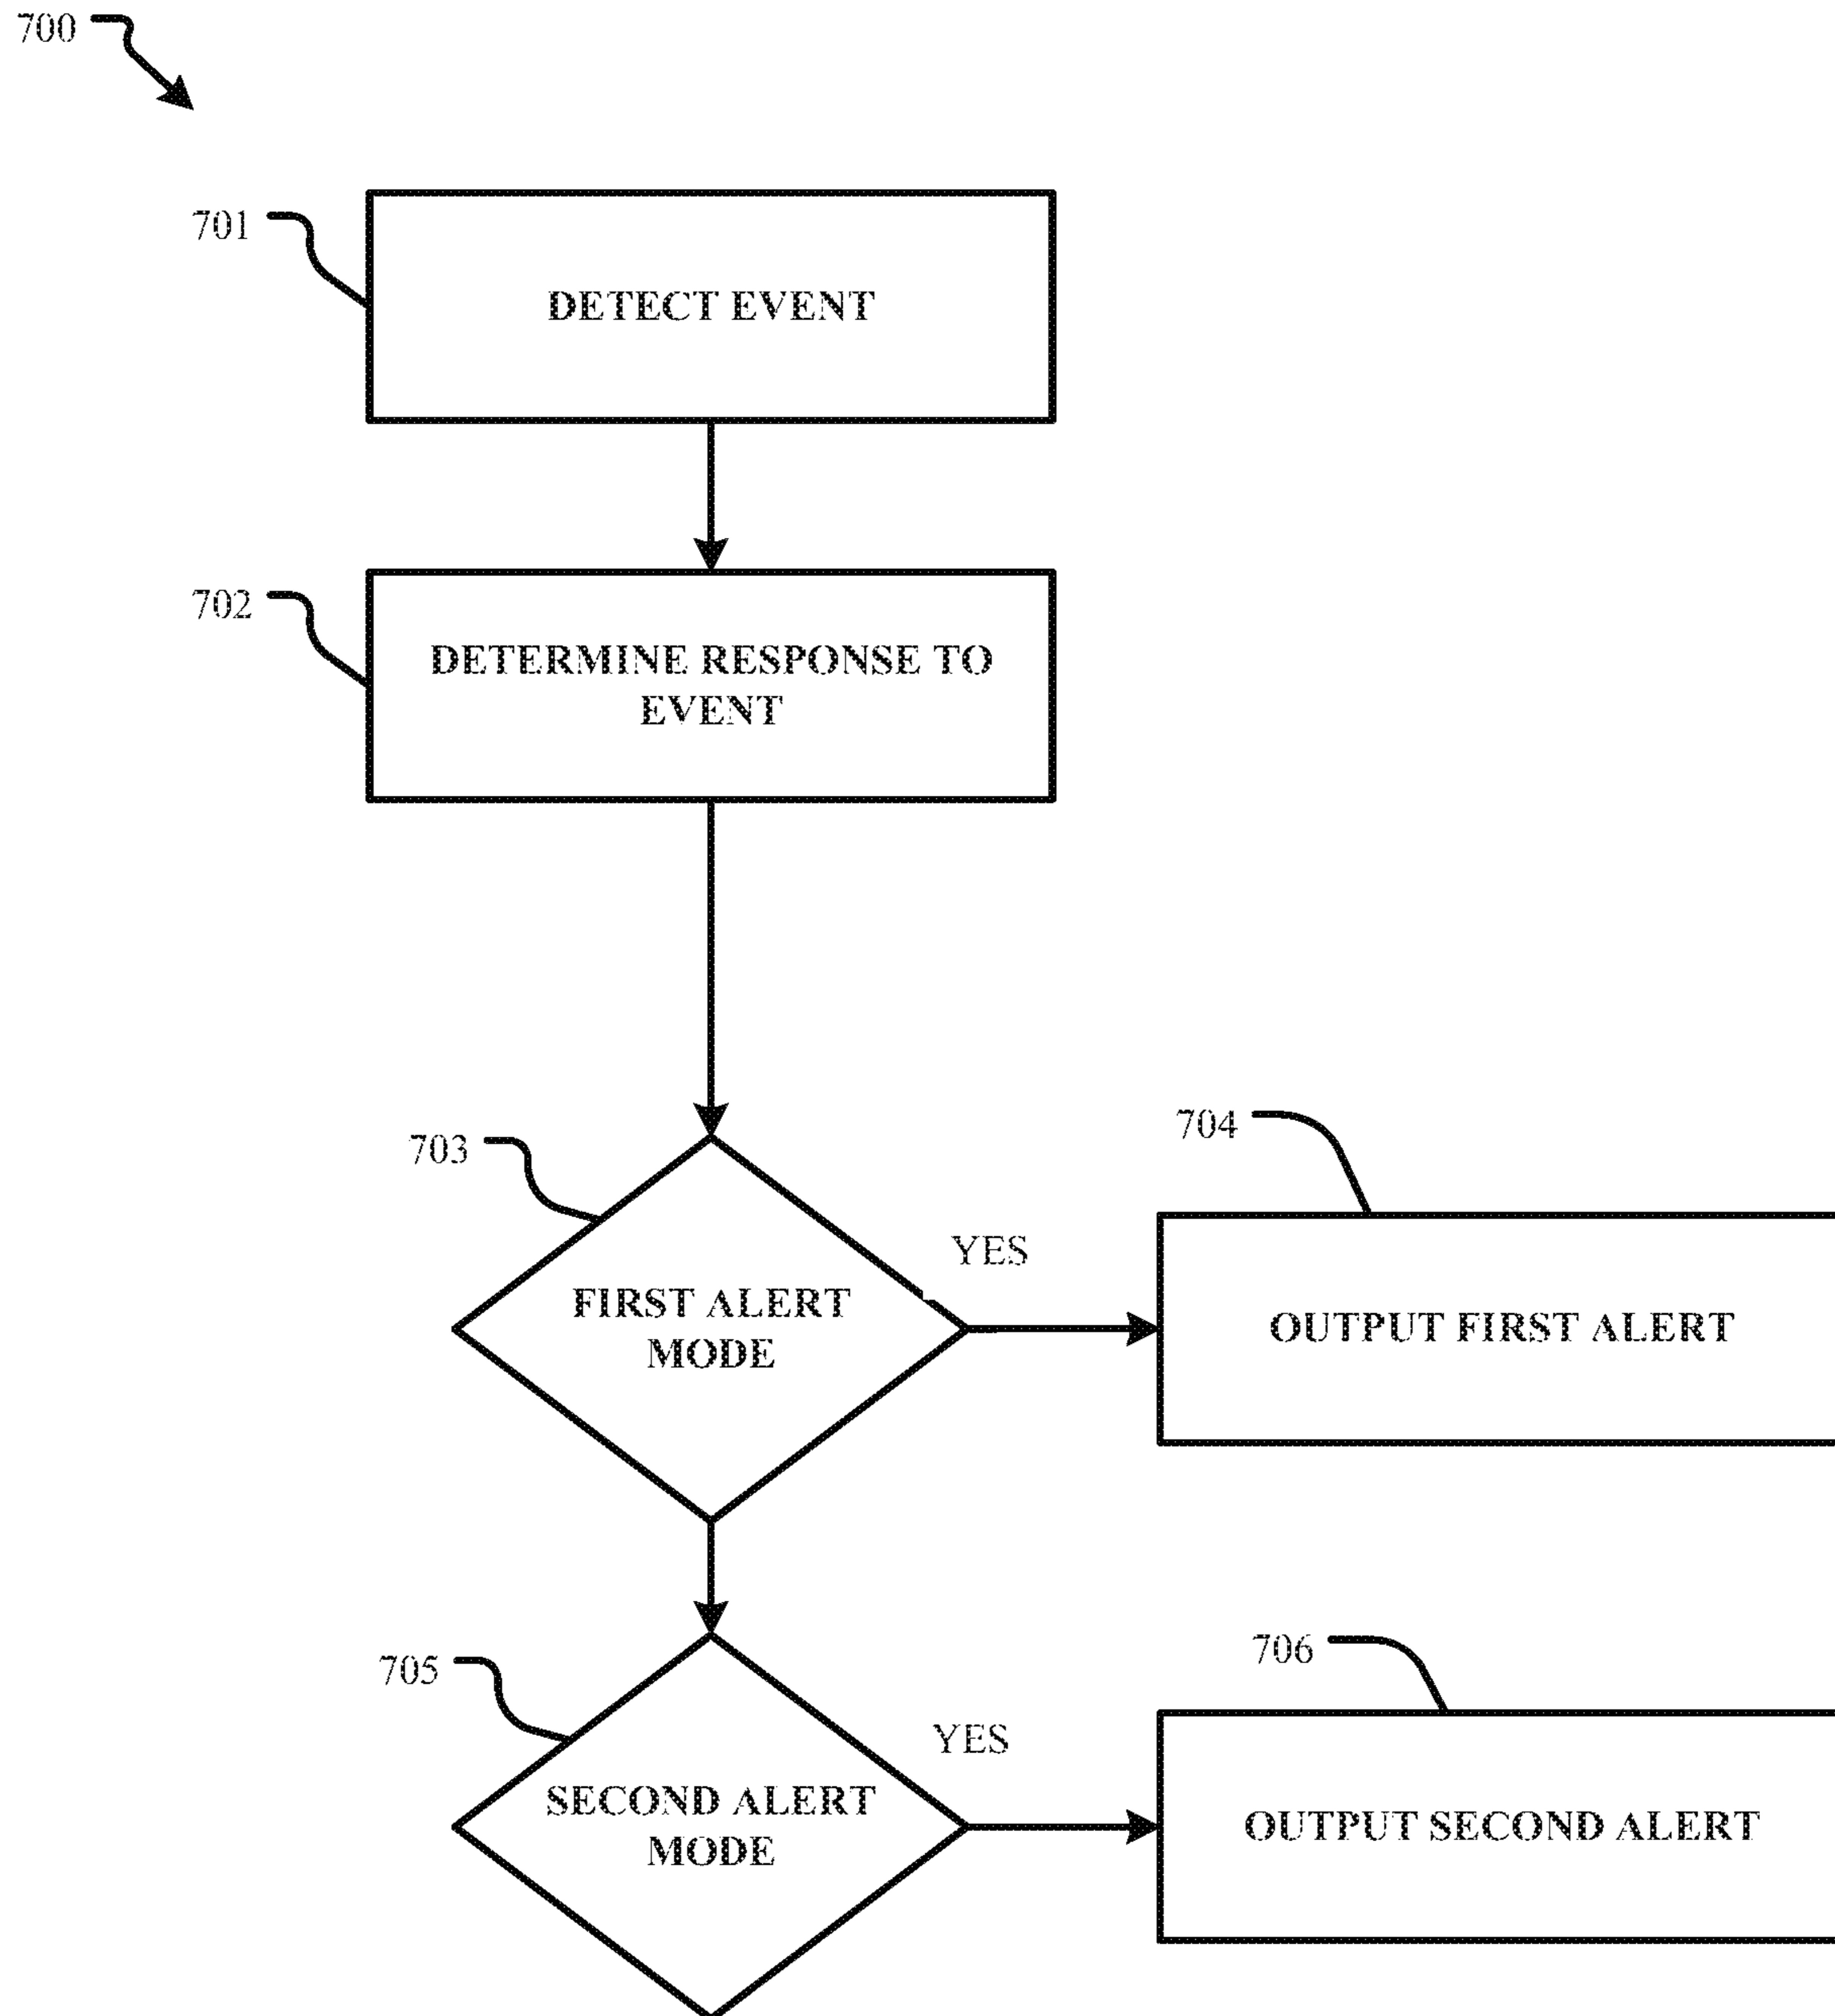 700
701
DETECT EVENT
702
DETERMINE RESPONSE TO
EVENT
703
704
YES
FIRST ALERT
MODE
OUTPUT FIRST ALERT
705
706
YES
SECOND ALERT
MODE
OUTPUT SECOND ALERT